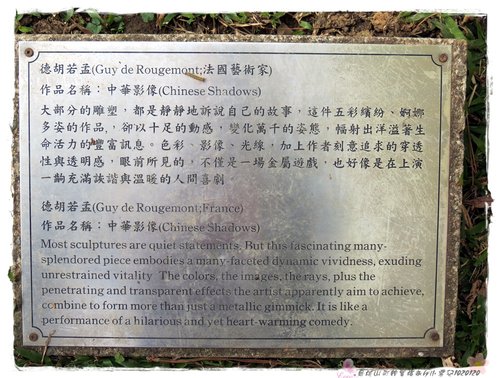 德胡若孟(Guy de Rougemont;法國藝術家)
作品名稱：中華影像(Chinese Shadows)
大部分的雕塑，都是靜靜地訴說自己的故事，這件五彩繽紛、婀娜
多姿的作品，卻以十足的動感，變化萬千的姿態，幅射出洋溢著生
命活力的豐富訊息。色彩、影像、光線，加上作者刻意追求的穿透
性與透明感，眼前所見的，不僅是一場金屬遊戲，也好像是在上演
一齣充滿詼諧與溫暖的人間喜劇。
德胡若孟(Guy de Rougemont;France)
作品名稱：中華影像(Chinese Shadows)
Most sculptures are quiet statements. But this fascinating many-
splendored piece embodies a many-faceted dynamic vividness, exuding
unrestrained vitality The colors, the images, the rays, plus the
penetrating and transparent effects the artist apparently aim to achieve,
combine to form more than just a metallic gimmick. It is like a
performance of a hilarious and yet heart-warming comedy.
1020120